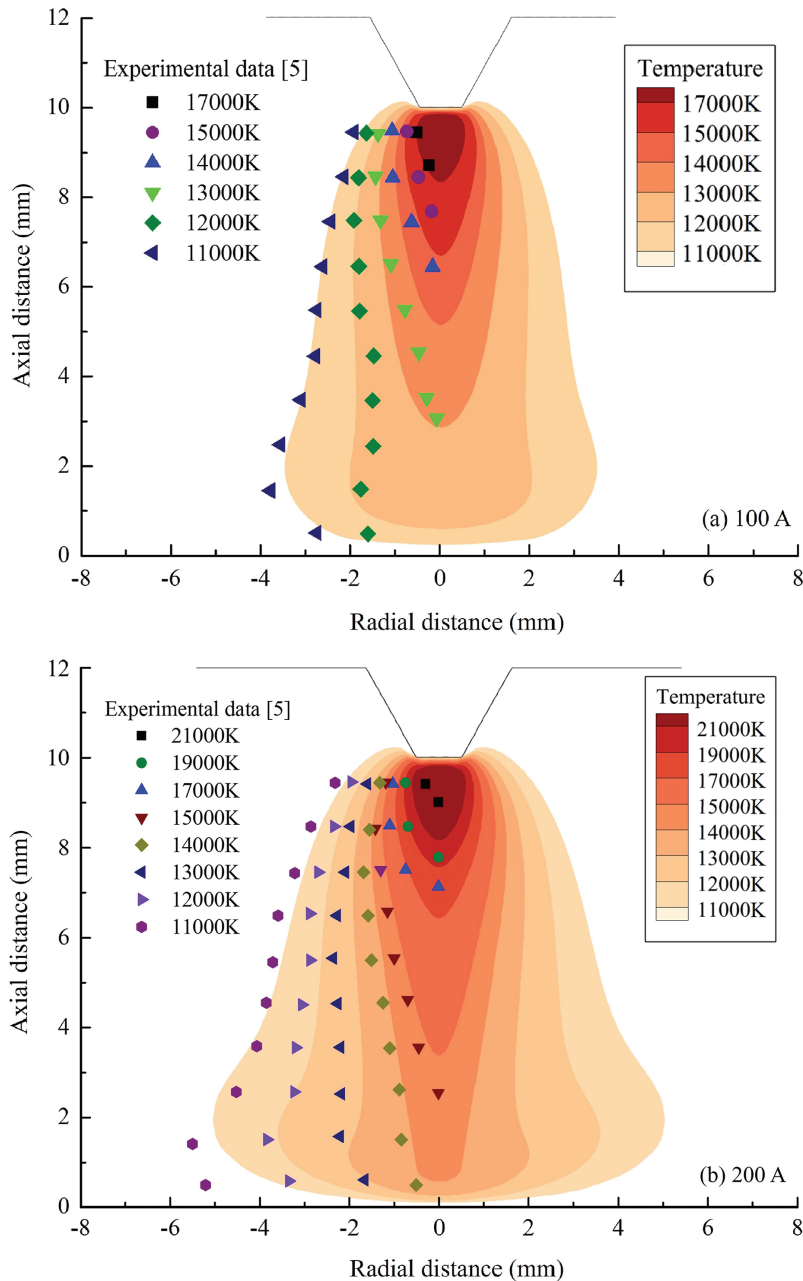 12
10
8
6
4
2
0
Axial distance (mm)
Experimental data [5]
17000K
15000K
14000K
13000K
12000K
11000K
Temperature
17000K
15000K
14000K
13000K
12000K
11000K
(a) 100 A
-8 -6 -4 -2 0 2 4 6 8
Radial distance (mm)
12
10
8
6
4
2
0
Axial distance (mm)
Experimental data [5]
21000K
19000K
17000K
15000K
14000K
13000K
12000K
11000K
Temperature
21000K
19000K
17000K
15000K
14000K
13000K
12000K
11000K
(b) 200 A
-8 -6 -4 -2 0 2 4 6 8
Radial distance (mm)